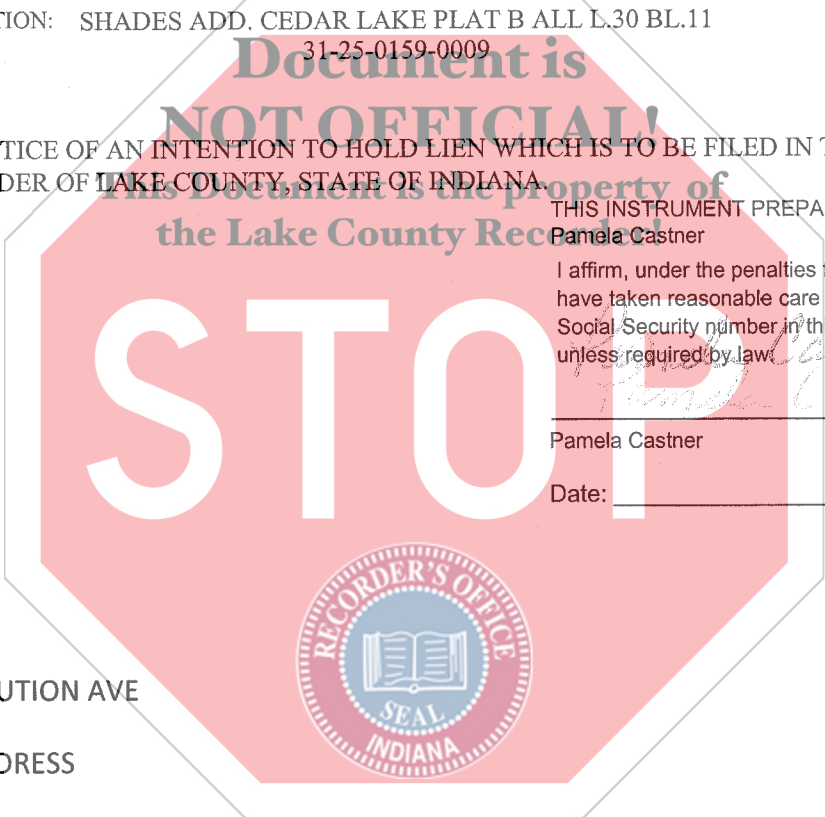 TION: SHADES ADD. CEDAR LAKE PLAT B ALL L.30 BL.11
31-25-0159-0009
Document is
NOT OFFICIAL!
TICE OF AN INTENTION TO HOLD LIEN WHICH IS TO BE FILED IN T
DER OF LAKE COUNTY, STATE OF INDIANA.
This Document is the property of
the Lake County Recorder!
THIS INSTRUMENT PREPA
Pamela Castner
I affirm, under the penalties f
have taken reasonable care
Social Security number in th
unless required by law.
Pamela Castner
Date:
STOP
RECORDER'S OFFICE
SEAL
INDIANA
UTION AVE
DRESS